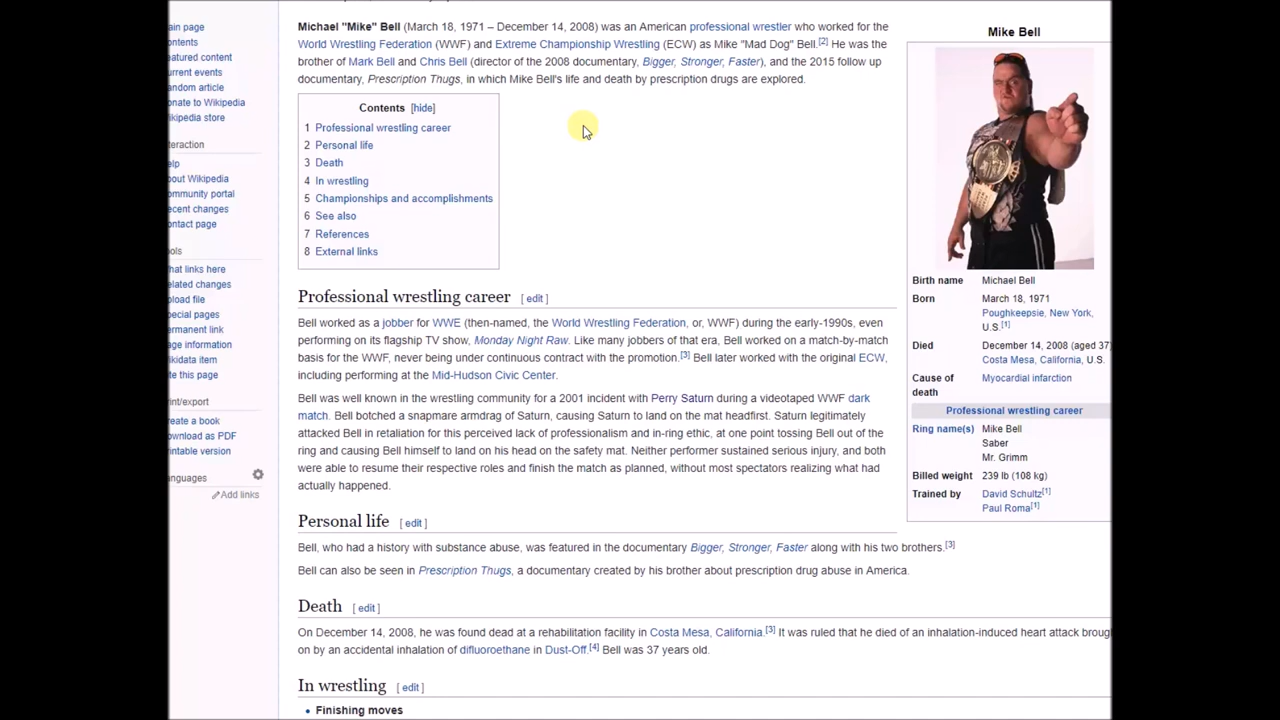 Michael "Mike" Bell (March 18, 1971 – December 14, 2008) was an American professional wrestler who worked for the
World Wrestling Federation (WWF) and Extreme Championship Wrestling (ECW) as Mike "Mad Dog" Bell.[2] He was the
brother of Mark Bell and Chris Bell (director of the 2008 documentary, Bigger, Stronger, Faster), and the 2015 follow up
documentary, Prescription Thugs, in which Mike Bell's life and death by prescription drugs are explored.
Contents [hide]
1 Professional wrestling career
2 Personal life
3 Death
4 In wrestling
5 Championships and accomplishments
6 See also
7 References
8 External links
Professional wrestling career [ edit ]
Bell worked as a jobber for WWE (then-named, the World Wrestling Federation, or, WWF) during the early-1990s, even
performing on its flagship TV show, Monday Night Raw. Like many jobbers of that era, Bell worked on a match-by-match
basis for the WWF, never being under continuous contract with the promotion.[3] Bell later worked with the original ECW,
including performing at the Mid-Hudson Civic Center.
Bell was well known in the wrestling community for a 2001 incident with Perry Saturn during a videotaped WWF dark
match. Bell botched a snapmare armdrag of Saturn, causing Saturn to land on the mat headfirst. Saturn legitimately
attacked Bell in retaliation for this perceived lack of professionalism and in-ring ethic, at one point tossing Bell out of the
ring and causing Bell himself to land on his head on the safety mat. Neither performer sustained serious injury, and both
were able to resume their respective roles and finish the match as planned, without most spectators realizing what had
actually happened.
Personal life [ edit ]
Bell, who had a history with substance abuse, was featured in the documentary Bigger, Stronger, Faster along with his two brothers.[3]
Bell can also be seen in Prescription Thugs, a documentary created by his brother about prescription drug abuse in America.
Death [ edit ]
On December 14, 2008, he was found dead at a rehabilitation facility in Costa Mesa, California.[3] It was ruled that he died of an inhalation-induced heart attack broug
on by an accidental inhalation of difluoroethane in Dust-Off.[4] Bell was 37 years old.
In wrestling [ edit ]
• Finishing moves
Mike Bell
Birth name Michael Bell
Born March 18, 1971
Poughkeepsie, New York,
U.S.[1]
Died December 14, 2008 (aged 37)
Costa Mesa, California, U.S.
Cause of Myocardial infarction
death
Professional wrestling career
Ring name(s) Mike Bell
Saber
Mr. Grimm
Billed weight 239 lb (108 kg)
Trained by David Schultz[1]
Paul Roma[1]
ain page
ontents
eatured content
urrent events
andom article
onate to Wikipedia
ikipedia store
teraction
elp
bout Wikipedia
ommunity portal
ecent changes
ontact page
ools
hat links here
elated changes
pload file
pecial pages
ermanent link
age information
ikidata item
ite this page
rint/export
reate a book
ownload as PDF
rintable version
anguages
Add links